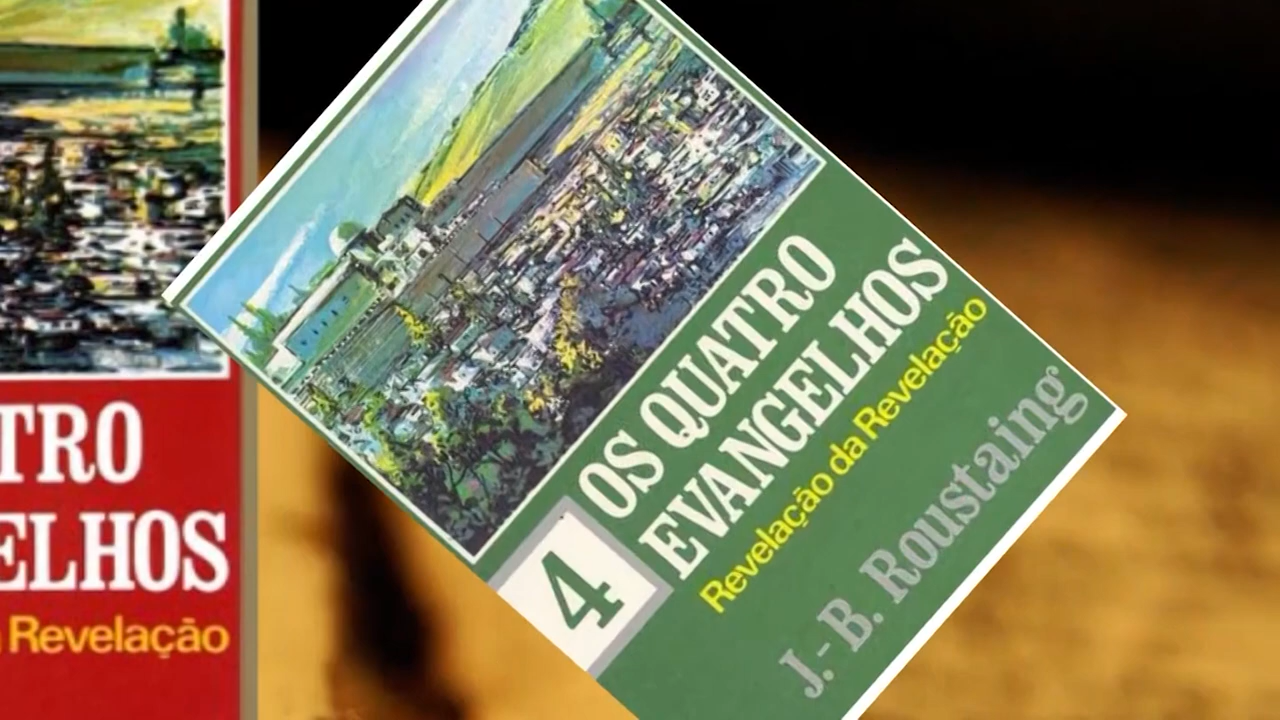 TRO
ELHOS
Revelação
4
OS QUATRO
EVANGELHOS
Revelação da Revelação
J.-B. Roustaing